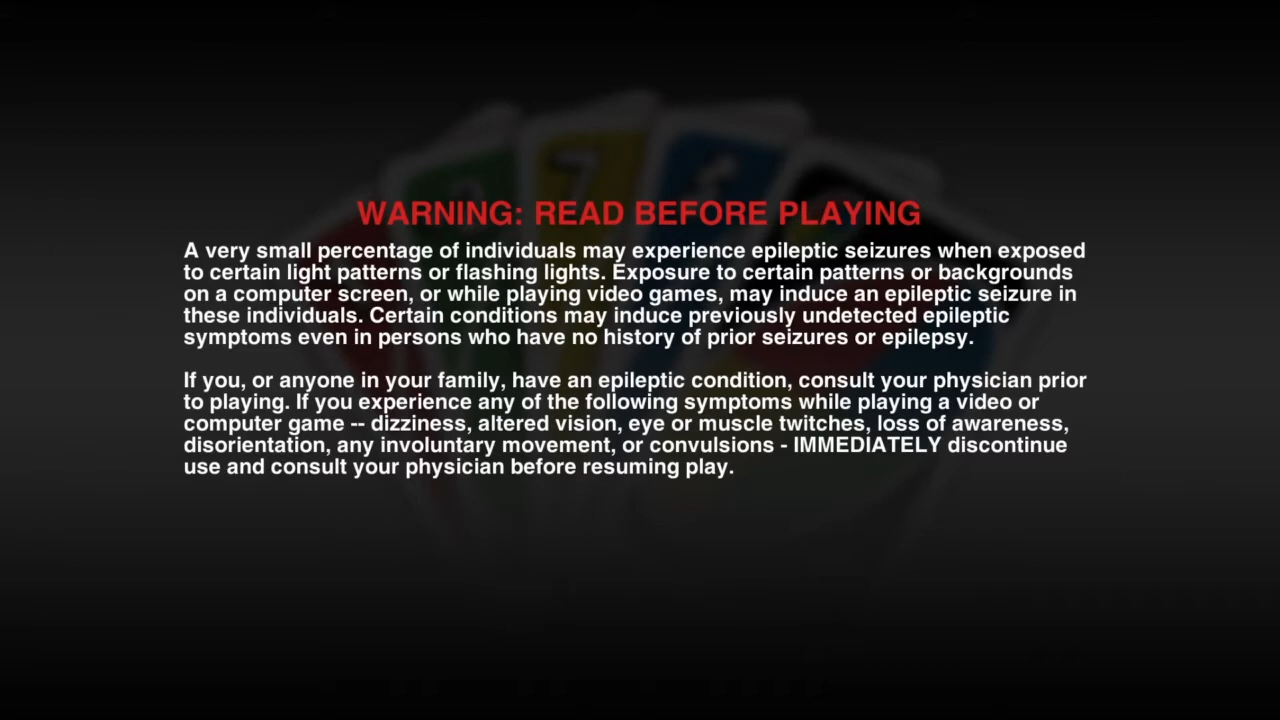 WARNING: READ BEFORE PLAYING
A very small percentage of individuals may experience epileptic seizures when exposed
to certain light patterns or flashing lights. Exposure to certain patterns or backgrounds
on a computer screen, or while playing video games, may induce an epileptic seizure in
these individuals. Certain conditions may induce previously undetected epileptic
symptoms even in persons who have no history of prior seizures or epilepsy.
If you, or anyone in your family, have an epileptic condition, consult your physician prior
to playing. If you experience any of the following symptoms while playing a video or
computer game -- dizziness, altered vision, eye or muscle twitches, loss of awareness,
disorientation, any involuntary movement, or convulsions - IMMEDIATELY discontinue
use and consult your physician before resuming play.